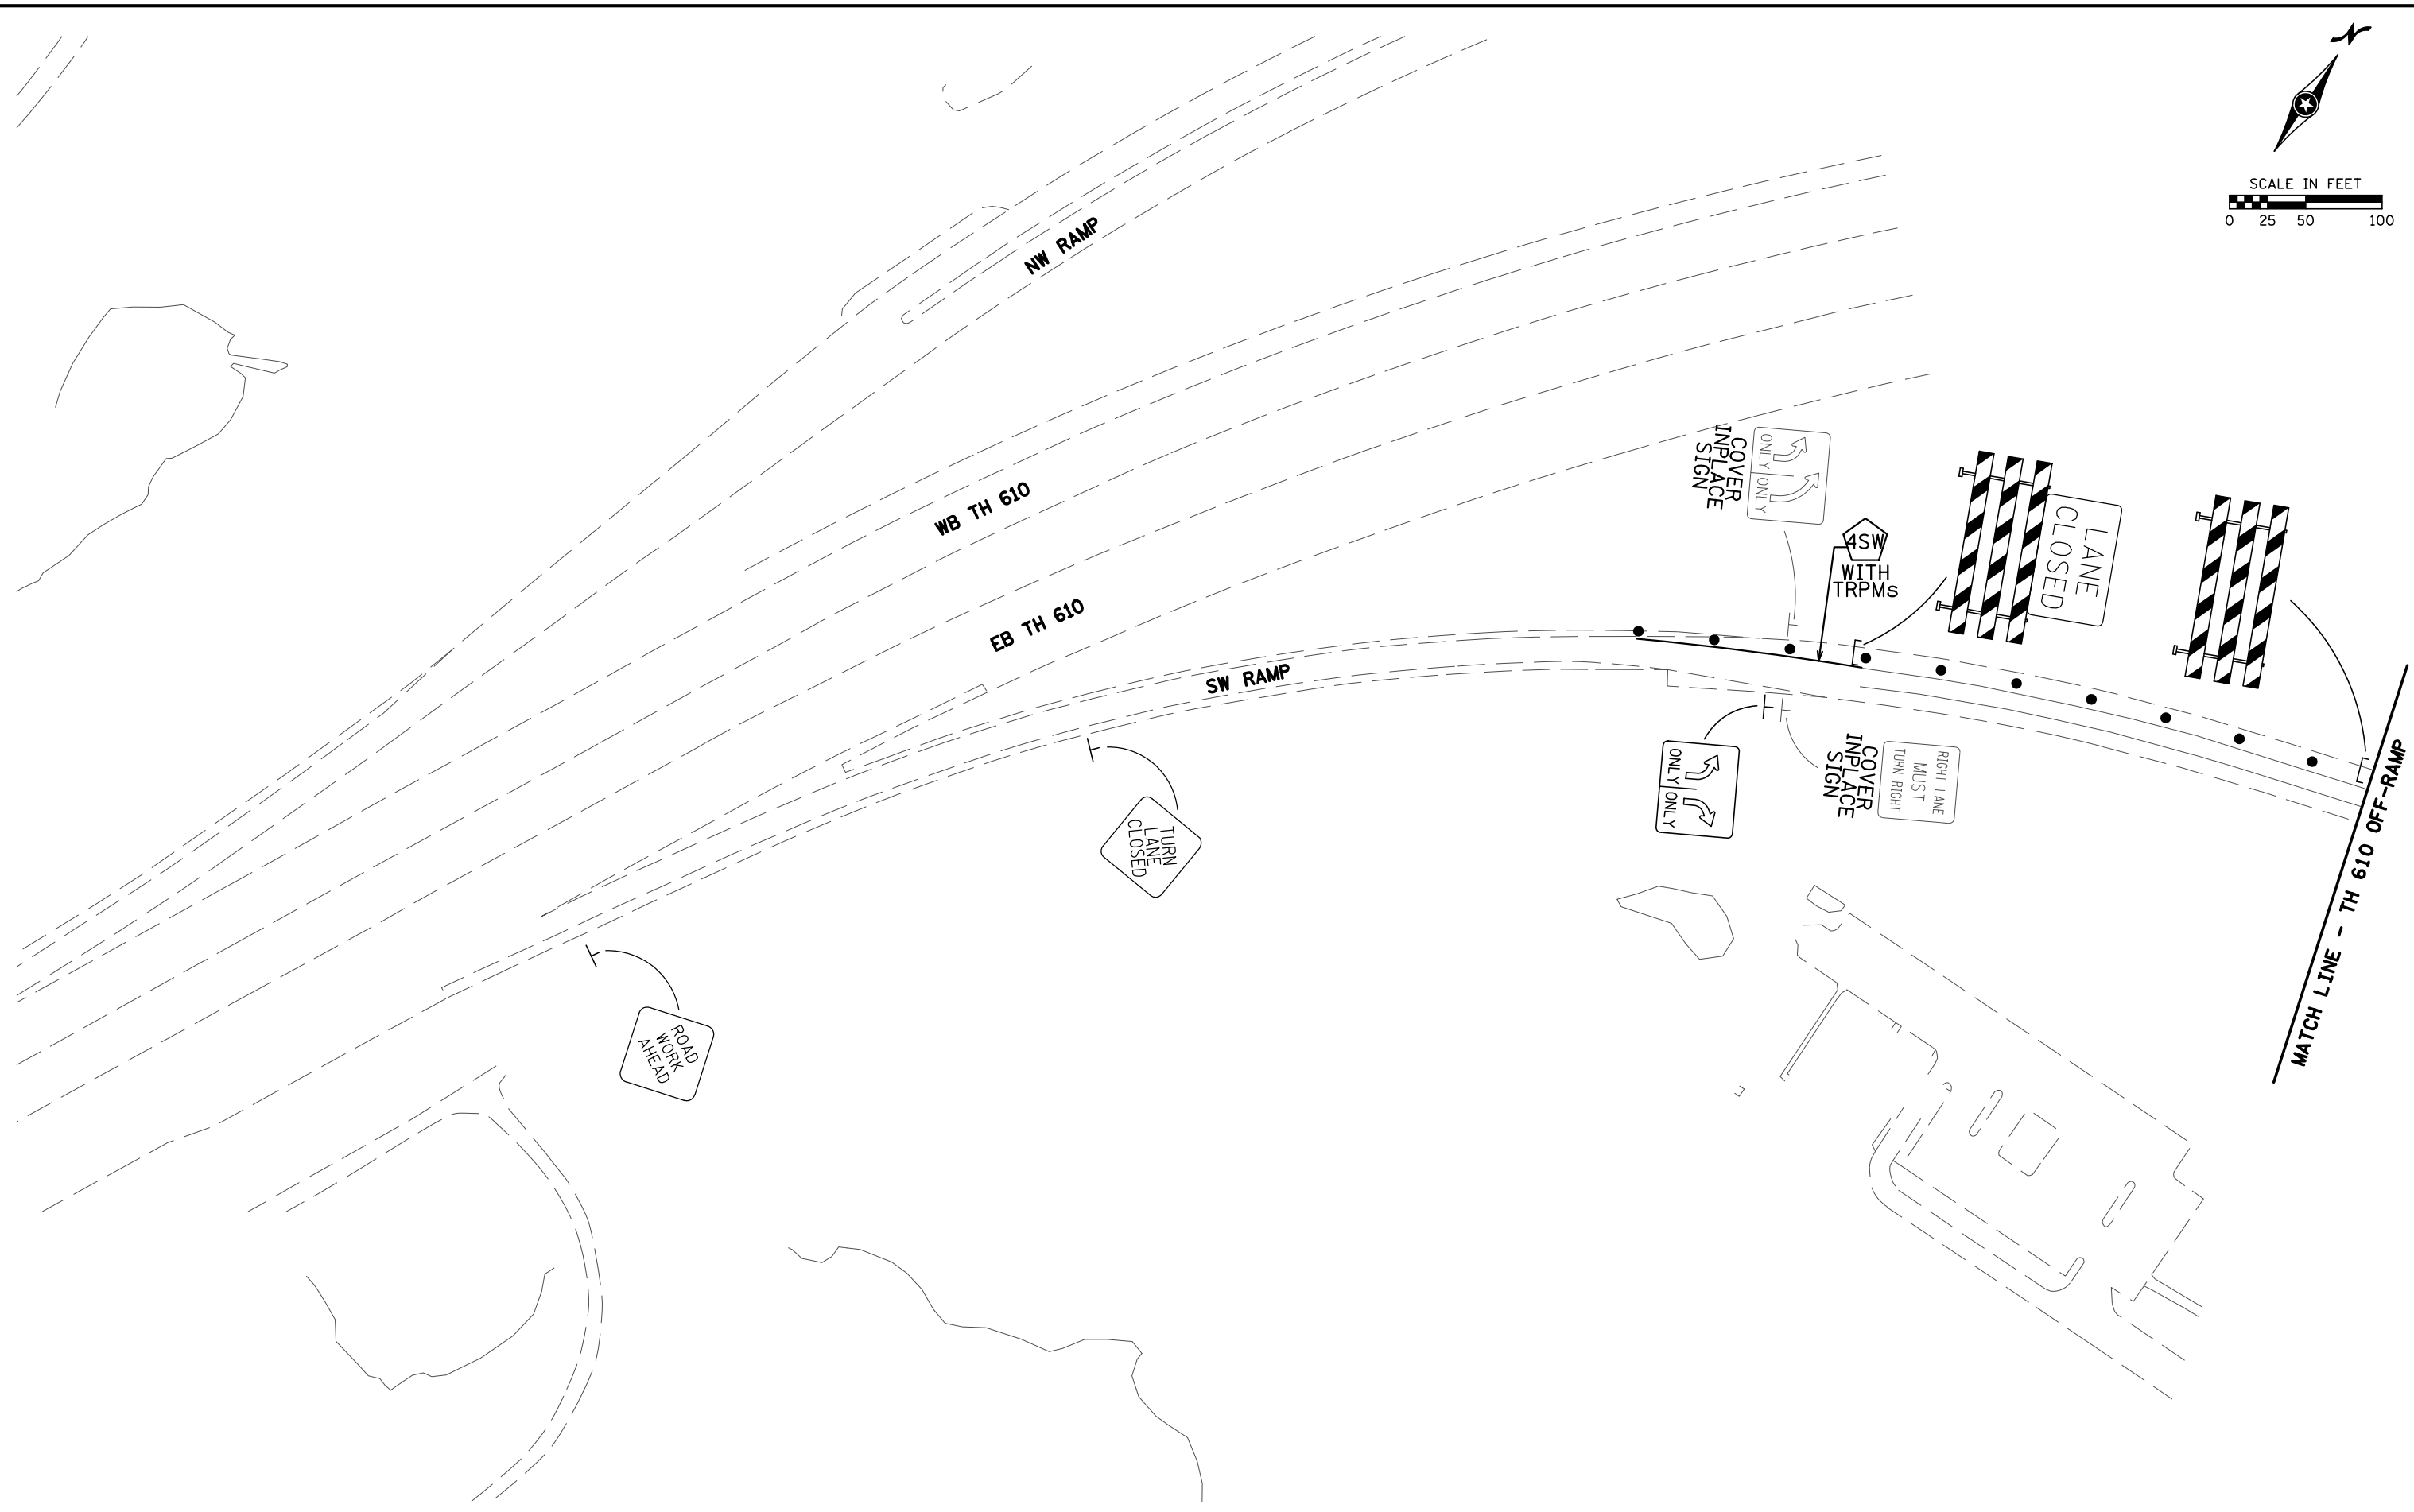 N
SCALE IN FEET
0 25 50 100
NW RAMP
WB TH 610
EB TH 610
SW RAMP
COVER
INPLACE
SIGN
ONLY ONLY
4SW
WITH
TRPMs
LANE
CLOSED
TURN
LANE
CLOSED
ROAD
WORK
AHEAD
ONLY ONLY
COVER
INPLACE
SIGN
RIGHT LANE
MUST
TURN RIGHT
MATCH LINE - TH 610 OFF-RAMP